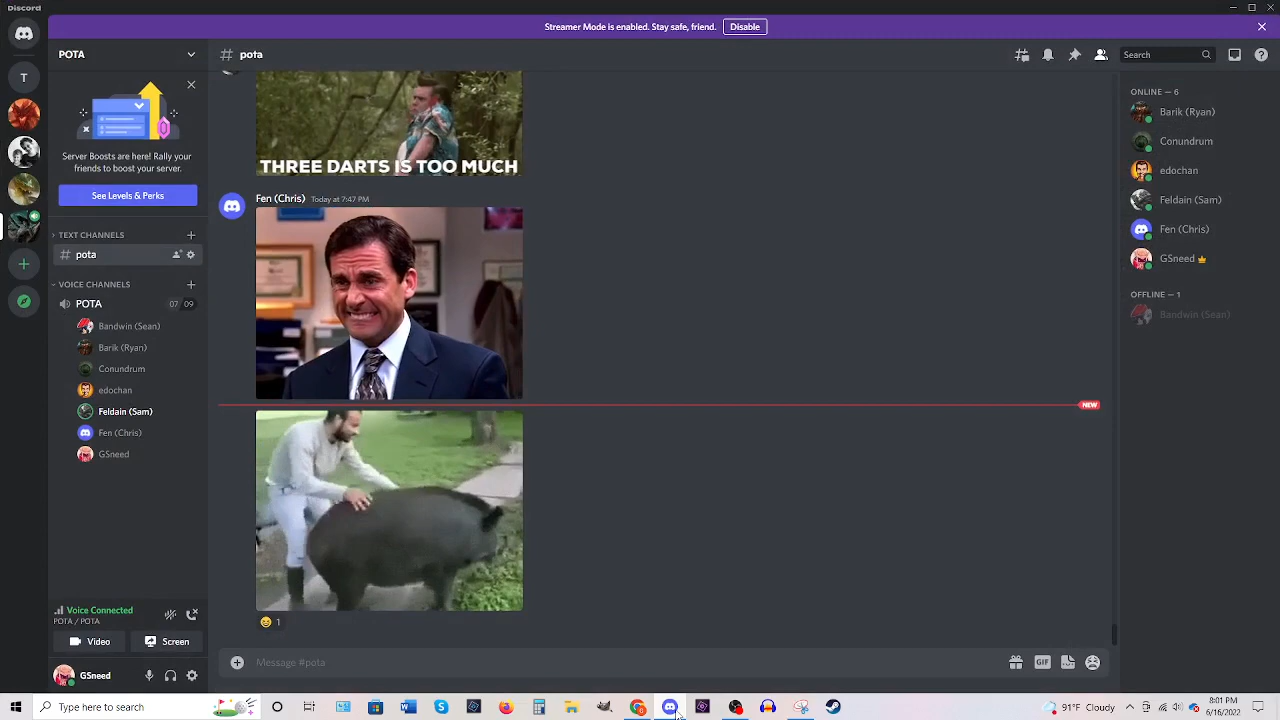 Discord
Streamer Mode is enabled. Stay safe, friend.
Disable
POTA
pota
Search
T
Server Boosts are here! Rally your
friends to boost your server.
See Levels & Perks
TEXT CHANNELS
pota
VOICE CHANNELS
POTA
07 09
Bandwin (Sean)
Barik (Ryan)
Conundrum
edochan
Feldain (Sam)
Fen (Chris)
GSneed
Voice Connected
POTA / POTA
Video
Screen
GSneed
THREE DARTS IS TOO MUCH
Fen (Chris) Today at 7:47 PM
NEW
1
Message #pota
GIF
ONLINE — 6
Barik (Ryan)
Conundrum
edochan
Feldain (Sam)
Fen (Chris)
GSneed
OFFLINE — 1
Bandwin (Sean)
Type here to search
91°F Cloudy
8:01 PM
6/16/2022